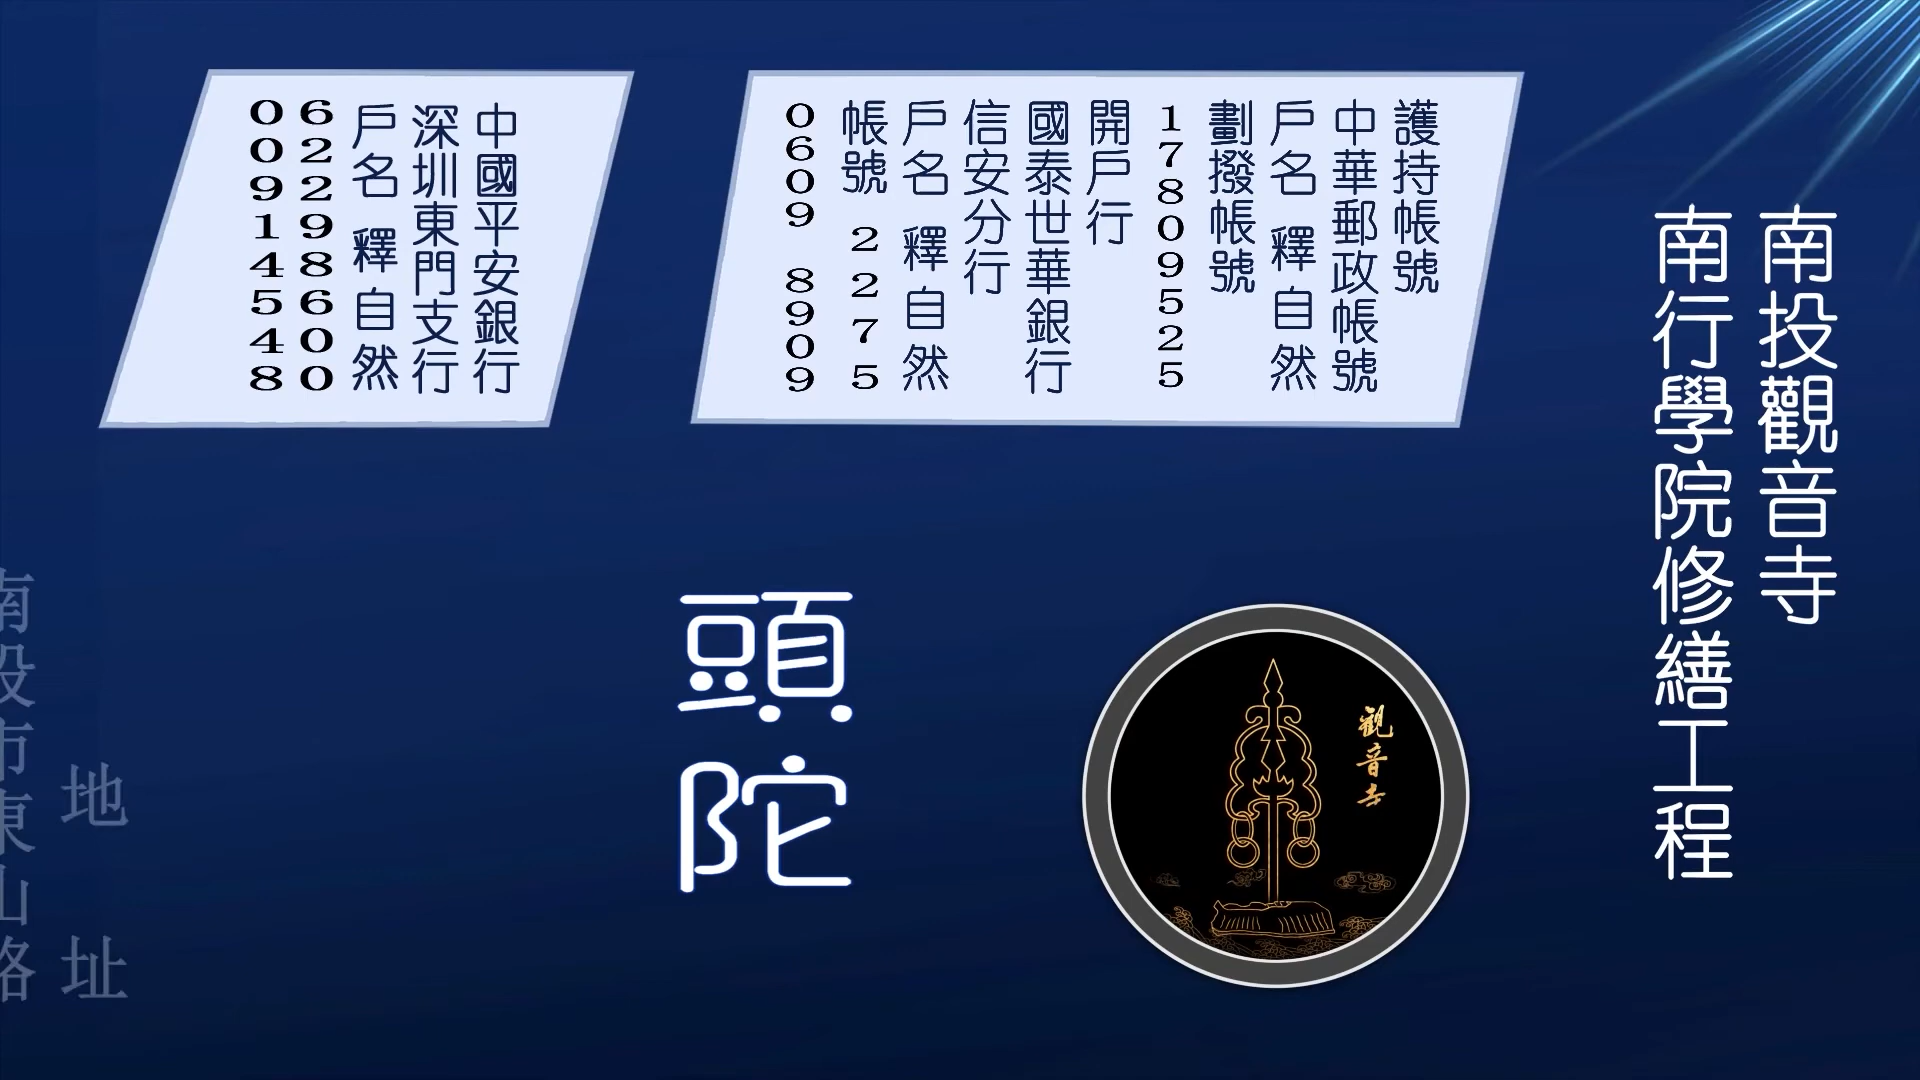 南投觀音寺
南行學院修繕工程
護持帳號
中華郵政帳號
戶名 釋自然
劃撥帳號
17809525
開戶行
國泰世華銀行
信安分行
戶名 釋自然
帳號 2275
0609 8909
中國平安銀行
深圳東門支行
戶名 釋自然
62298600
00914548
觀音寺
頭陀
地址
南投市東山路